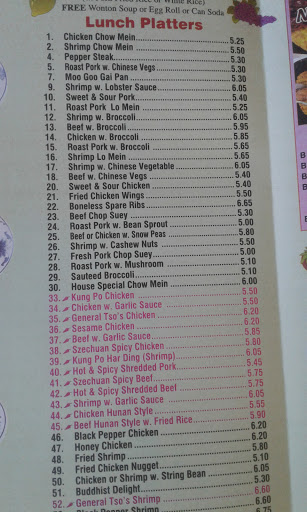 FREE Wonton Soup or Egg Roll or Can Soda
Lunch Platters
1. Chicken Chow Mein 5.25
2. Shrimp Chow Mein 5.50
4. Pepper Steak 5.30
5. Roast Pork w. Chinese Vegs 5.30
7. Moo Goo Gai Pan 5.30
9. Shrimp w. Lobster Sauce 6.05
10. Sweet & Sour Pork 5.40
11. Roast Pork Lo Mein 5.25
12. Shrimp w. Broccoli 6.05
13. Beef w. Broccoli 5.95
14. Chicken w. Broccoli 5.85
15. Roast Pork w. Broccoli 5.65
16. Shrimp Lo Mein 5.65
17. Shrimp w. Chinese Vegetable 6.05
18. Beef w. Chinese Vegs 5.40
20. Sweet & Sour Chicken 5.40
21. Fried Chicken Wings 5.50
22. Boneless Spare Ribs 6.65
23. Beef Chop Suey 5.30
24. Roast Pork w. Bean Sprout 5.00
25. Beef or Chicken w. Snow Peas 5.80
26. Shrimp w. Cashew Nuts 5.50
27. Fresh Pork Chop Suey 5.00
28. Roast Pork w. Mushroom 5.10
29. Sauteed Broccoli 5.10
30. House Special Chow Mein 6.00
33. Kung Po Chicken 5.50
34. Chicken w. Garlic Sauce 5.50
35. General Tso's Chicken 6.20
36. Sesame Chicken 6.20
37. Beef w. Garlic Sauce 5.85
38. Szechuan Spicy Chicken 5.80
39. Kung Po Har Ding (Shrimp) 6.05
40. Hot & Spicy Shredded Pork 5.45
41. Szechuan Spicy Beef 5.75
42. Hot & Spicy Shredded Beef 5.75
43. Shrimp w. Garlic Sauce 6.05
44. Chicken Hunan Style 5.55
45. Beef Hunan Style w. Fried Rice 5.90
46. Black Pepper Chicken 6.20
47. Honey Chicken 6.20
48. Fried Shrimp 5.80
49. Fried Chicken Nugget
50. Chicken or Shrimp w. String Bean 6.05
51. Buddhist Delight 5.30
52. General Tso's Shrimp
Black Pepper Shrimp